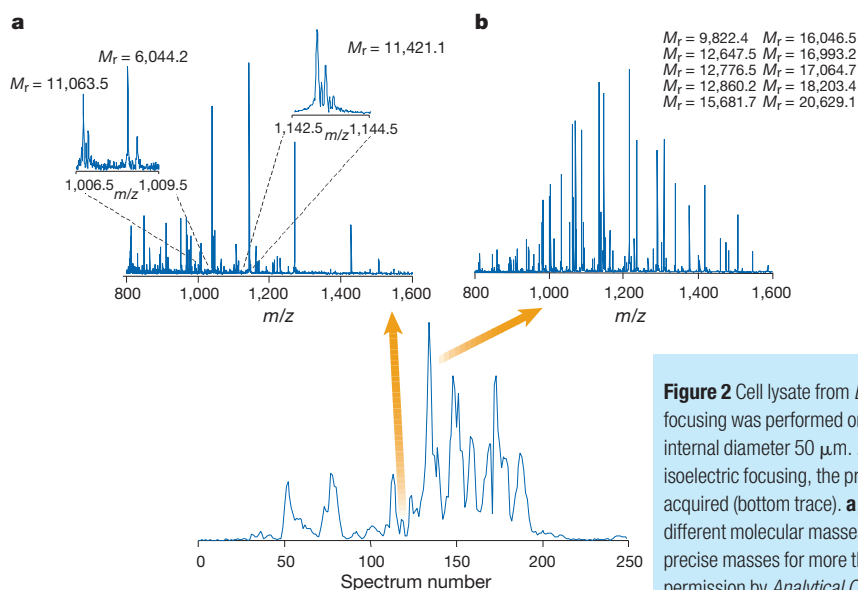 a
b
Mr = 11,421.1
Mr = 6,044.2
Mr = 11,063.5
1,142.5 m/z 1,144.5
1,006.5 m/z 1,009.5
800 1,000 1,200 1,400 1,600
m/z
Mr = 9,822.4 Mr = 16,046.5
Mr = 12,647.5 Mr = 16,993.2
Mr = 12,776.5 Mr = 17,064.7
Mr = 12,860.2 Mr = 18,203.4
Mr = 15,681.7 Mr = 20,629.1
800 1,000 1,200 1,400 1,600
m/z
0 50 100 150 200 250
Spectrum number
Figure 2 Cell lysate from
focusing was performed
internal diameter 50 μm.
isoelectric focusing, the
acquired (bottom trace). a
different molecular masses
precise masses for more
permission by Analytical